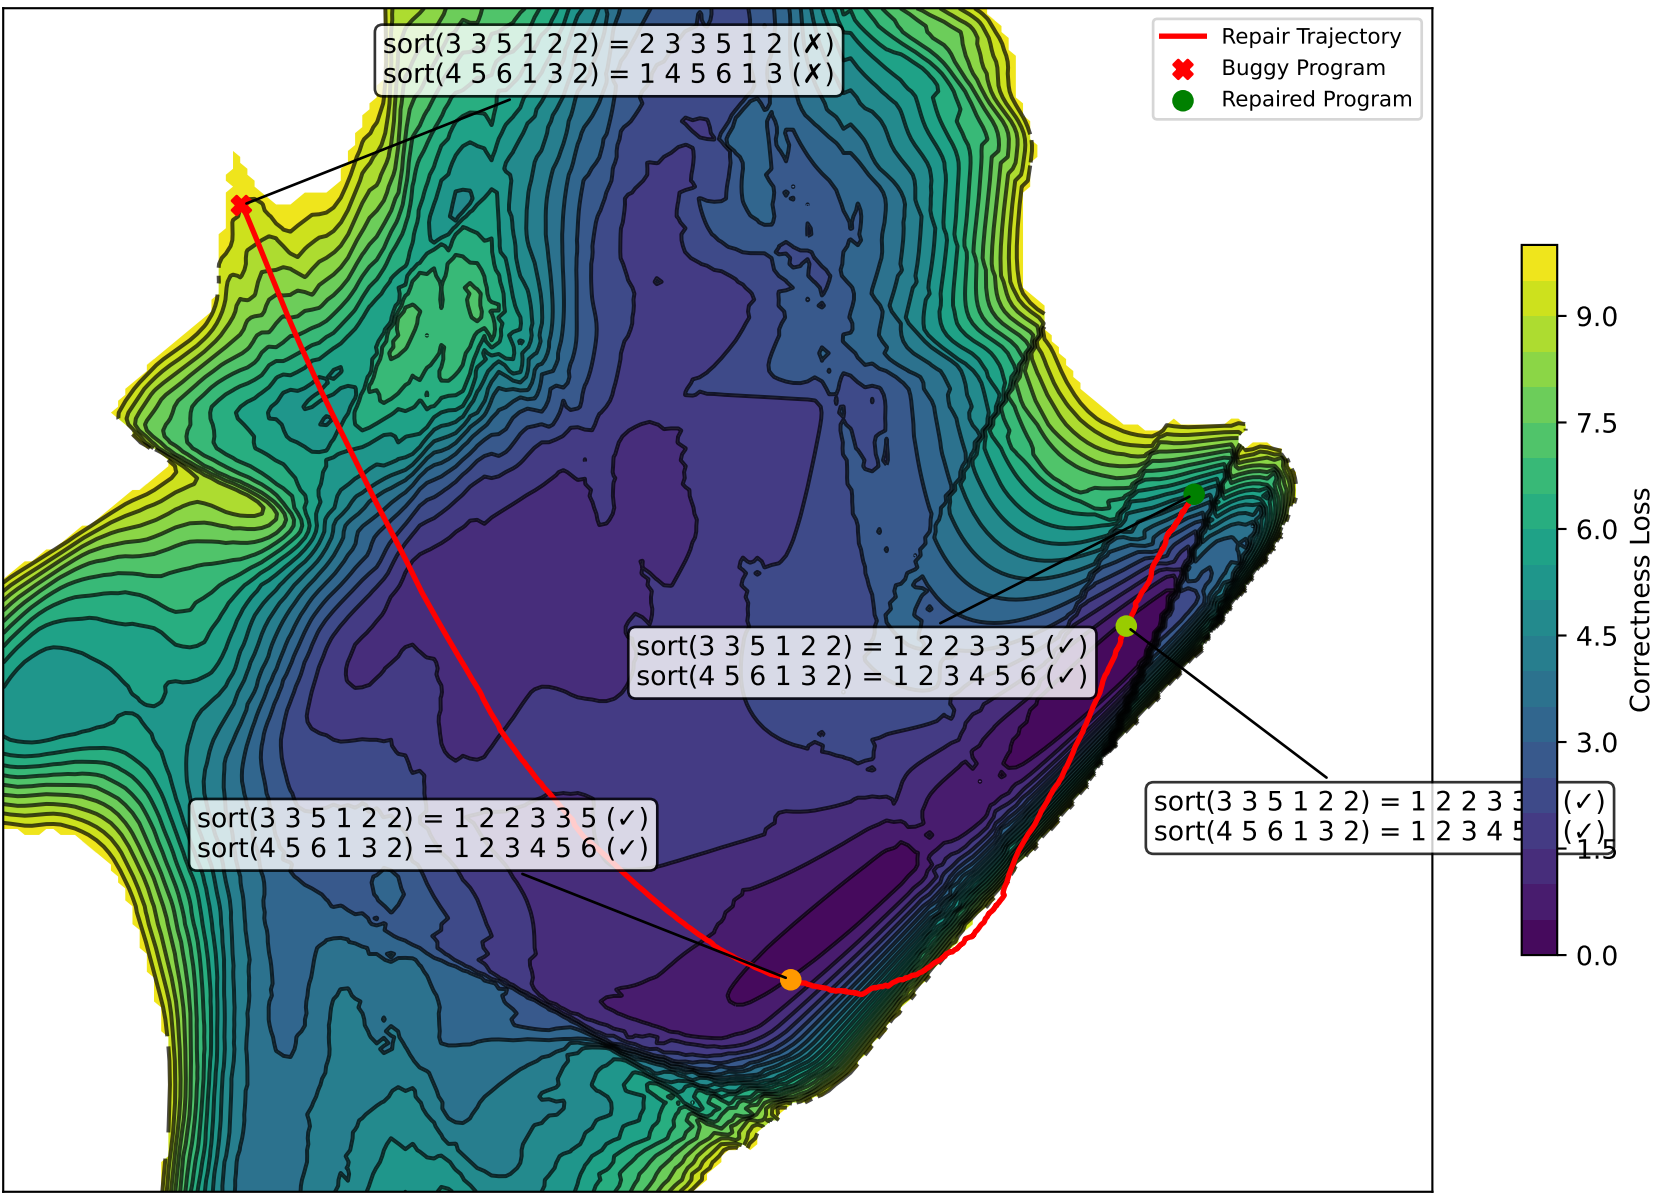 sort(3 3 5 1 2 2) = 2 3 3 5 1 2 (✗)
sort(4 5 6 1 3 2) = 1 4 5 6 1 3 (✗)
Repair Trajectory
Buggy Program
Repaired Program
sort(3 3 5 1 2 2) = 1 2 2 3 3 5 (✓)
sort(4 5 6 1 3 2) = 1 2 3 4 5 6 (✓)
sort(3 3 5 1 2 2) = 1 2 2 3 3 5 (✓)
sort(4 5 6 1 3 2) = 1 2 3 4 5 6 (✓)
sort(3 3 5 1 2 2) = 1 2 2 3 3 (✓)
sort(4 5 6 1 3 2) = 1 2 3 4 5 (✓)
9.0
7.5
6.0
4.5
3.0
1.5
0.0
Correctness Loss